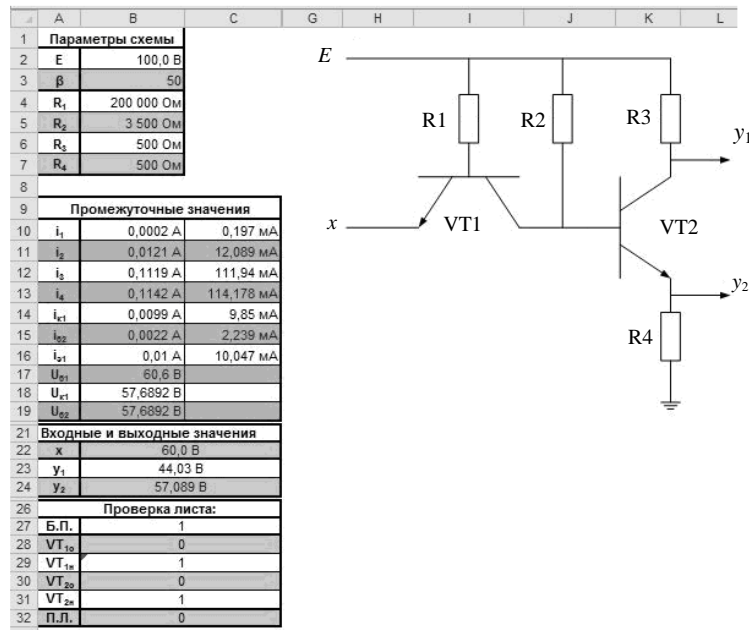 A B C G H I J K L
1 Параметры схемы
2 E 100,0 В
3 β 50
4 R₁ 200 000 Ом
5 R₂ 3 500 Ом
6 R₃ 500 Ом
7 R₄ 500 Ом
8
9 Промежуточные значения
10 i₁ 0,0002 А 0,197 мА
11 i₂ 0,0121 А 12,089 мА
12 i₃ 0,1119 А 111,94 мА
13 i₄ 0,1142 А 114,178 мА
14 iк1 0,0099 А 9,85 мА
15 iб2 0,0022 А 2,239 мА
16 iэ1 0,01 А 10,047 мА
17 Uб1 60,6 В
18 Uк1 57,6892 В
19 Uб2 57,6892 В
21 Входные и выходные значения
22 x 60,0 В
23 y₁ 44,03 В
24 y₂ 57,089 В
26 Проверка листа:
27 Б.П. 1
28 VT₁о 0
29 VT₁н 1
30 VT₂о 0
31 VT₂н 1
32 П.Л. 0
E
R1 R2 R3
y₁
x VT1 VT2
y₂
R4